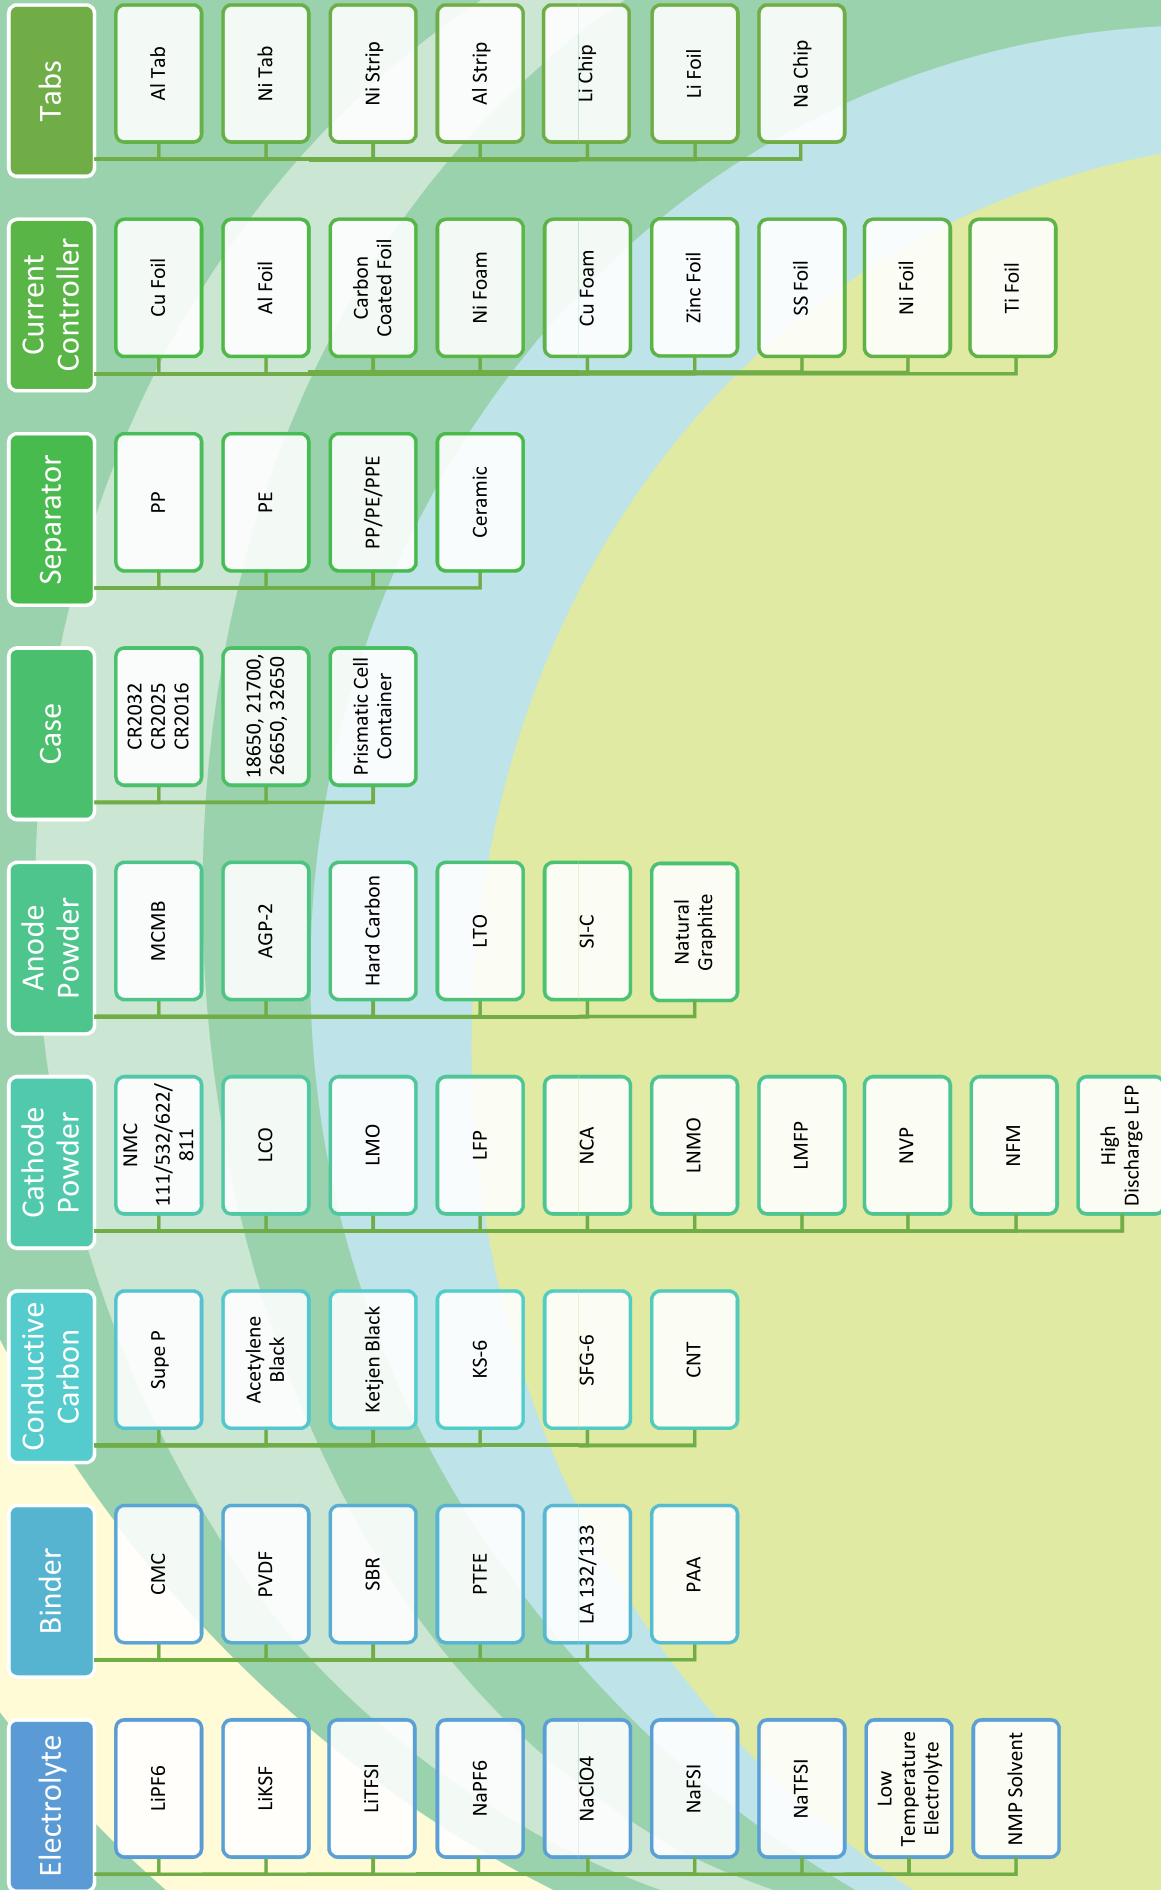 Electrolyte
LiPF6
LiKSF
LiTFSI
NaPF6
NaClO4
NaFSI
NaTFSI
Low
Temperature
Electrolyte
NMP Solvent
Binder
CMC
PVDF
SBR
PTFE
LA 132/133
PAA
Conductive
Carbon
Supe P
Acetylene
Black
Ketjen Black
KS-6
SFG-6
CNT
Cathode
Powder
NMC
111/532/622/
811
LCO
LMO
LFP
NCA
LNMO
LMFP
NVP
NFM
High
Discharge LFP
Anode
Powder
MCMB
AGP-2
Hard Carbon
LTO
SI-C
Natural
Graphite
Case
CR2032
CR2025
CR2016
18650, 21700,
26650, 32650
Prismatic Cell
Container
Separator
PP
PE
PP/PE/PPE
Ceramic
Current
Controller
Cu Foil
Al Foil
Carbon
Coated Foil
Ni Foam
Cu Foam
Zinc Foil
SS Foil
Ni Foil
Ti Foil
Tabs
Al Tab
Ni Tab
Ni Strip
Al Strip
Li Chip
Li Foil
Na Chip